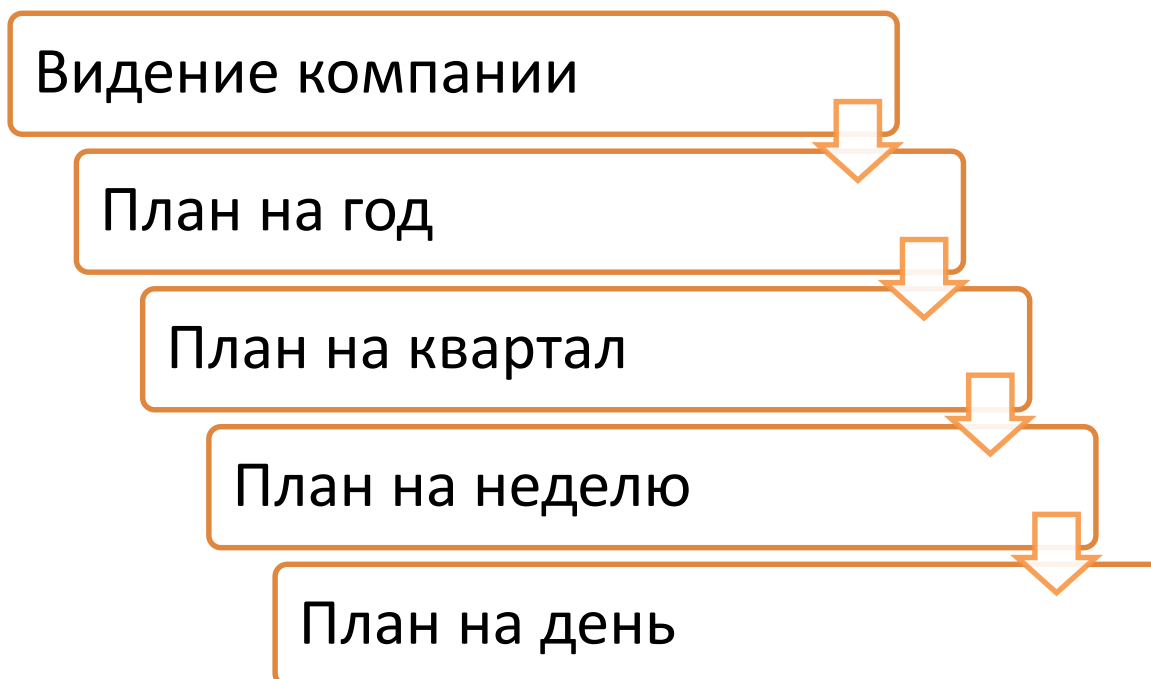 Видение компании
План на год
План на квартал
План на неделю
План на день